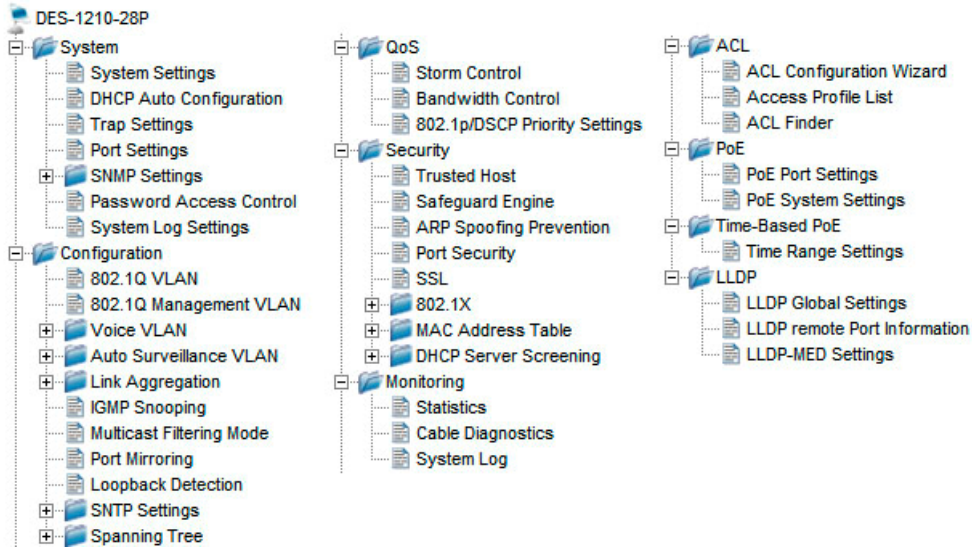 DES-1210-28P
System
System Settings
DHCP Auto Configuration
Trap Settings
Port Settings
SNMP Settings
Password Access Control
System Log Settings
Configuration
802.1Q VLAN
802.1Q Management VLAN
Voice VLAN
Auto Surveillance VLAN
Link Aggregation
IGMP Snooping
Multicast Filtering Mode
Port Mirroring
Loopback Detection
SNTP Settings
Spanning Tree
QoS
Storm Control
Bandwidth Control
802.1p/DSCP Priority Settings
Security
Trusted Host
Safeguard Engine
ARP Spoofing Prevention
Port Security
SSL
802.1X
MAC Address Table
DHCP Server Screening
Monitoring
Statistics
Cable Diagnostics
System Log
ACL
ACL Configuration Wizard
Access Profile List
ACL Finder
PoE
PoE Port Settings
PoE System Settings
Time-Based PoE
Time Range Settings
LLDP
LLDP Global Settings
LLDP remote Port Information
LLDP-MED Settings